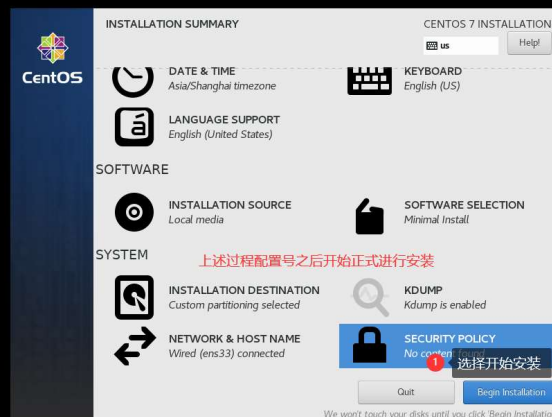 INSTALLATION SUMMARY
CENTOS 7 INSTALLATION
us
Help!
CentOS
DATE & TIME
Asia/Shanghai timezone
KEYBOARD
English (US)
LANGUAGE SUPPORT
English (United States)
SOFTWARE
INSTALLATION SOURCE
Local media
SOFTWARE SELECTION
Minimal Install
SYSTEM
上述过程配置号之后开始正式进行安装
INSTALLATION DESTINATION
Custom partitioning selected
KDUMP
Kdump is enabled
NETWORK & HOST NAME
Wired (ens33) connected
SECURITY POLICY
No content found
1 选择开始安装
Quit
Begin Installation
We won't touch your disks until you click 'Begin Installatio